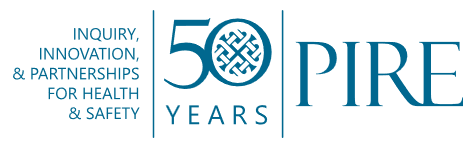 INQUIRY,
INNOVATION,
& PARTNERSHIPS
FOR HEALTH
& SAFETY
50
YEARS
PIRE